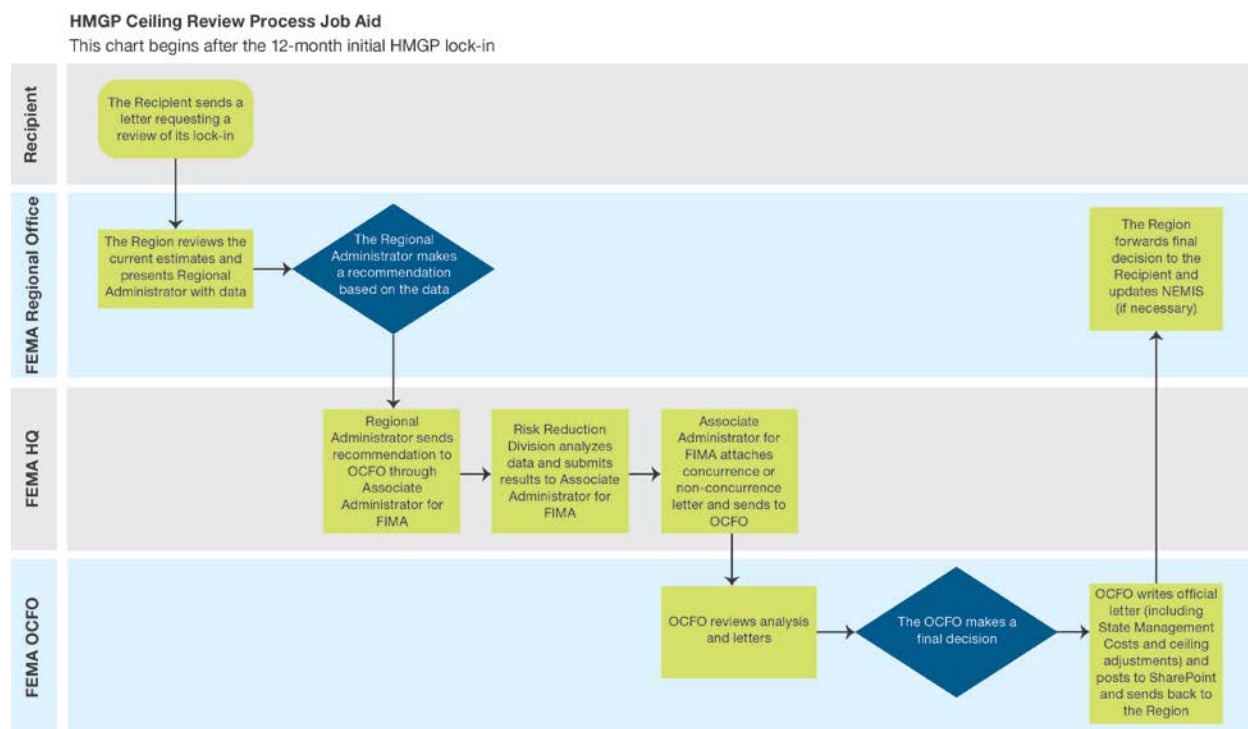 HMGP Ceiling Review Process Job Aid
This chart begins after the 12-month initial HMGP lock-in
Recipient
The Recipient sends a
letter requesting a
review of its lock-in
FEMA Regional Office
The Region reviews the
current estimates and
presents Regional
Administrator with data
The Regional
Administrator makes
a recommendation
based on the data
The Region
forwards final
decision to the
Recipient and
updates NEMIS
(if necessary)
FEMA HQ
Regional
Administrator sends
recommendation to
OCFO through
Associate
Administrator for
FIMA
Risk Reduction
Division analyzes
data and submits
results to Associate
Administrator for
FIMA
Associate
Administrator for
FIMA attaches
concurrence or
non-concurrence
letter and sends to
OCFO
FEMA OCFO
OCFO reviews analysis
and letters
The OCFO makes a
final decision
OCFO writes official
letter (including
State Management
Costs and ceiling
adjustments) and
posts to SharePoint
and sends back to
the Region